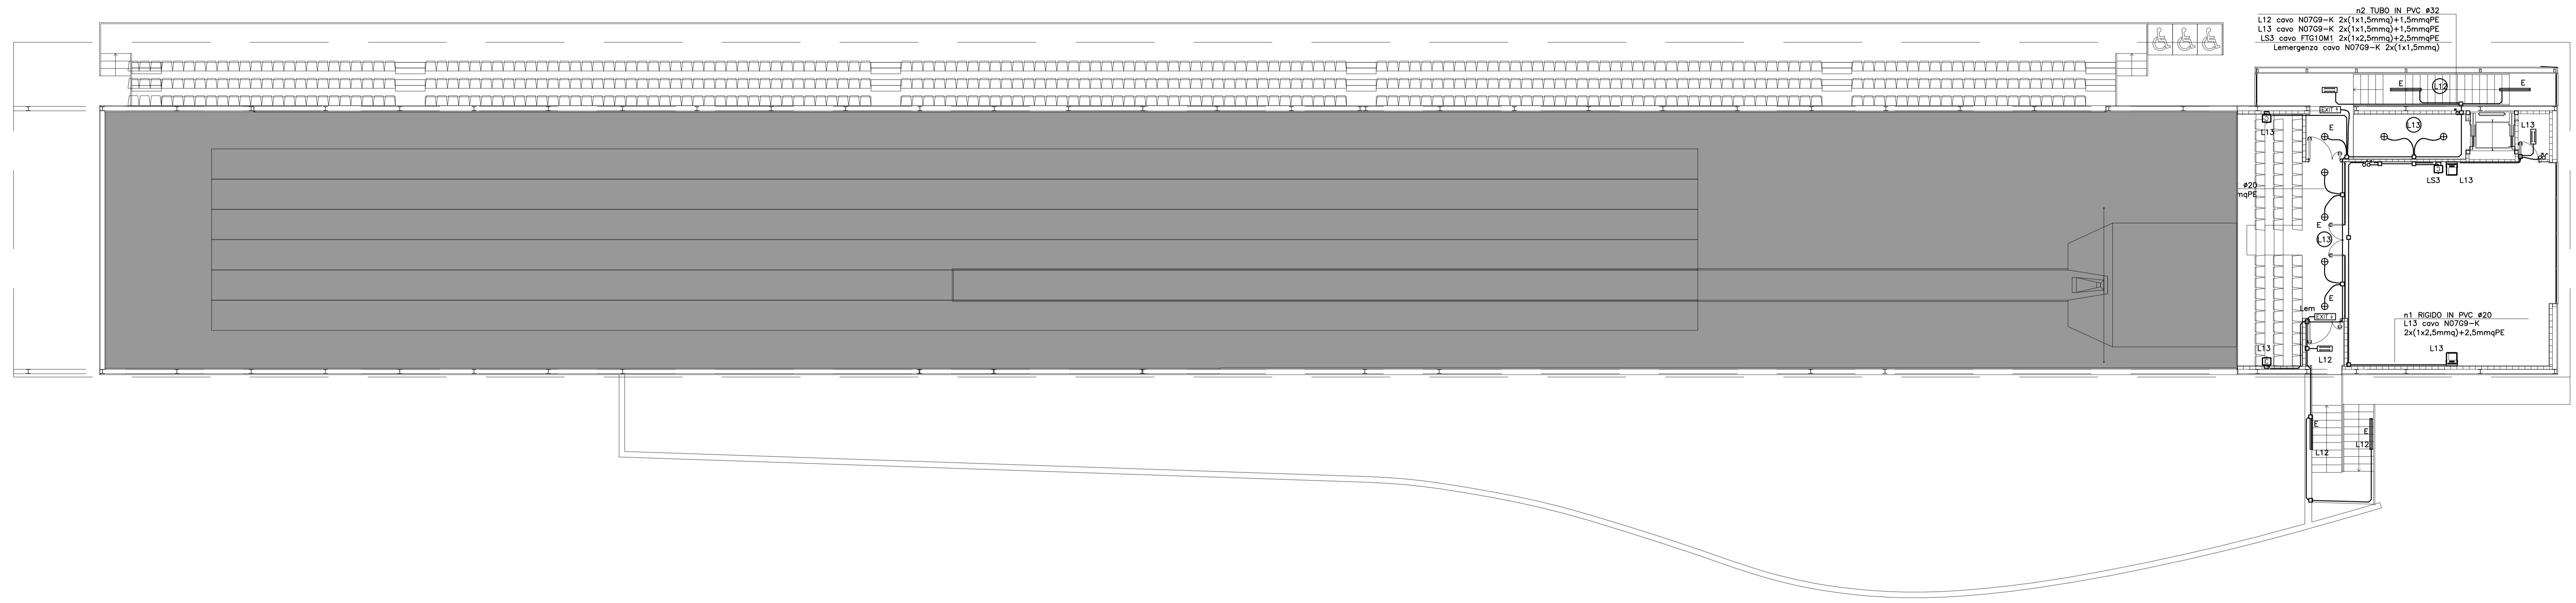 n2 TUBO IN PVC ø32
L12 cavo N07G9-K 2x(1x1,5mmq)+1,5mmqPE
L13 cavo N07G9-K 2x(1x1,5mmq)+1,5mmqPE
LS3 cavo FTG10M1 2x(1x2,5mmq)+2,5mmqPE
Lemergenza cavo N07G9-K 2x(1x1,5mmq)
E
L12
E
EXIT
L13
E
L13
L13
LS3
L13
ø20
mqPE
E
L13
E
Lem
EXIT
n1 RIGIDO IN PVC ø20
L13 cavo N07G9-K
2x(1x2,5mmq)+2,5mmqPE
L13
L12
L13
E
E
L12
L12